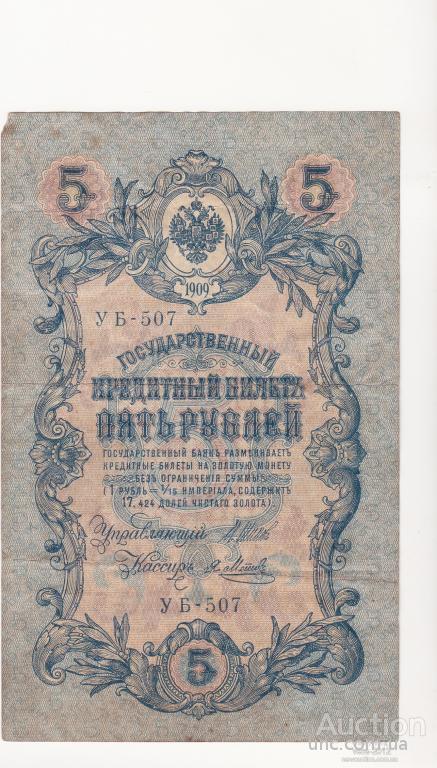 5 5
1909
УБ-507
ГОСУДАРСТВЕННЫЙ
КРЕДИТНЫЙ БИЛЕТЪ
ПЯТЬ РУБЛЕЙ
ГОСУДАРСТВЕННЫЙ БАНКЪ РАЗМѢНИВАЕТЪ
КРЕДИТНЫЕ БИЛЕТЫ НА ЗОЛОТУЮ МОНЕТУ
БЕЗЪ ОГРАНИЧЕНІЯ СУММЫ
(1 РУБЛЬ = 1/15 ИМПЕРІАЛА, СОДЕРЖИТЪ
17,424 ДОЛЕЙ ЧИСТАГО ЗОЛОТА)
Управляющій
Кассиръ
УБ-507
5
Auction
unc.com.ua